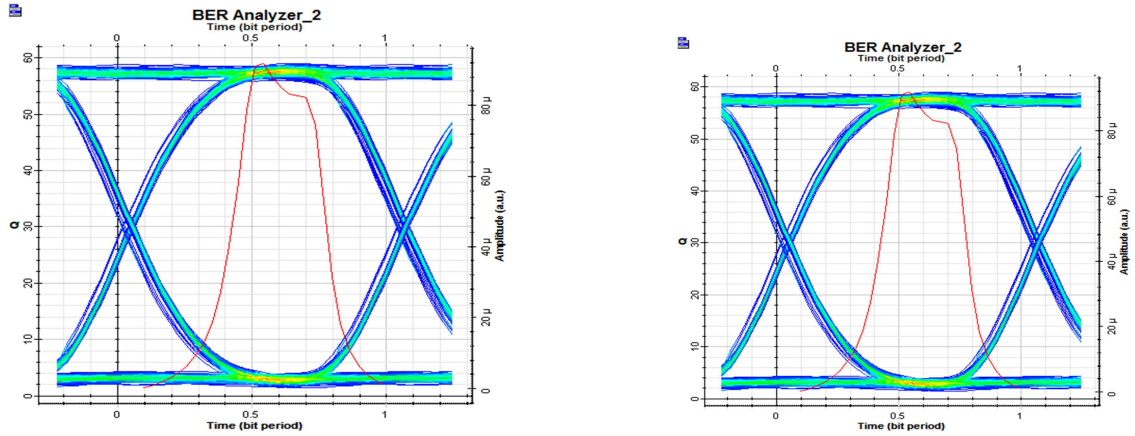 BER Analyzer_2
Time (bit period)
0 0.5 1
60
50
40
30
20
10
0
Q
80 µ
60 µ
40 µ
20 µ
0
Amplitude (a.u.)
0 0.5 1
Time (bit period)
BER Analyzer_2
Time (bit period)
0 0.5 1
60
50
40
30
20
10
0
Q
80 µ
60 µ
40 µ
20 µ
0
Amplitude (a.u.)
0 0.5 1
Time (bit period)